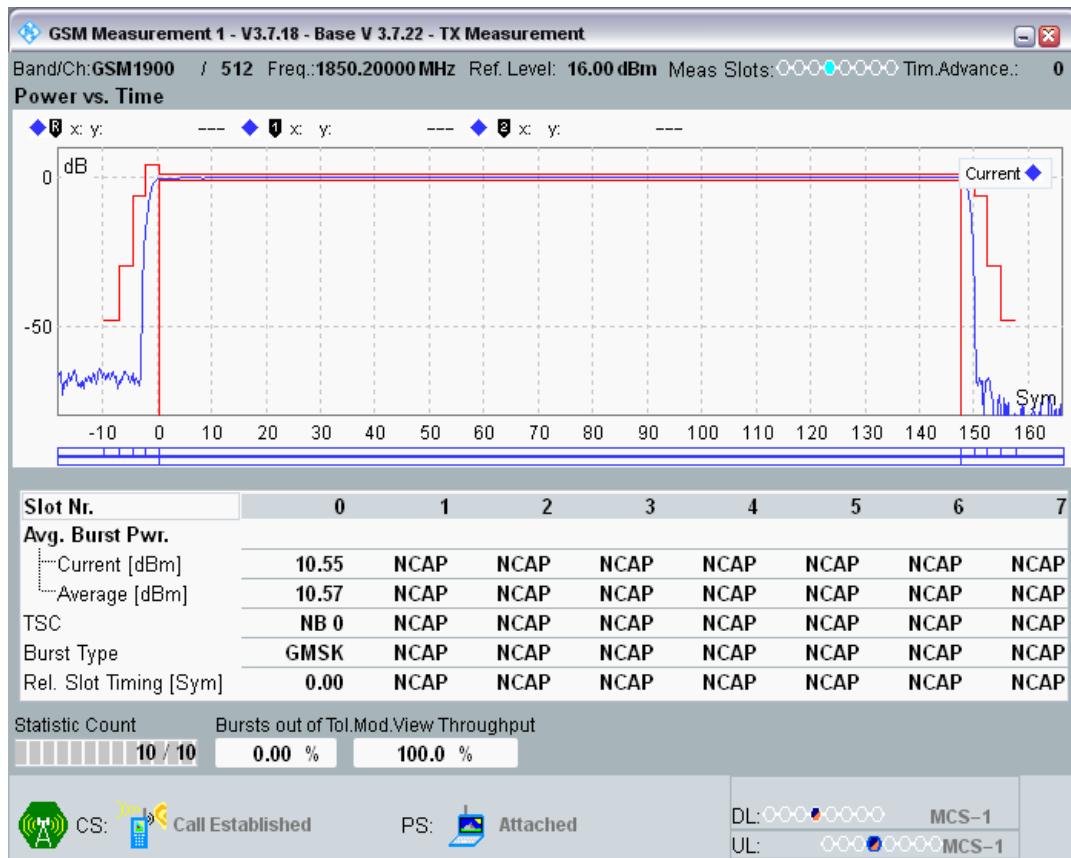 GSM Measurement 1 - V3.7.18 - Base V 3.7.22 - TX Measurement
Band/Ch:GSM1900 / 512 Freq.:1850.20000 MHz Ref. Level: 16.00 dBm Meas Slots: Tim.Advance.: 0
Power vs. Time
R x: y: --- 1 x: y: --- 2 x: y: ---
dB
0
Current
-50
Sym
-10 0 10 20 30 40 50 60 70 80 90 100 110 120 130 140 150 160
Slot Nr. 0 1 2 3 4 5 6 7
Avg. Burst Pwr.
Current [dBm] 10.55 NCAP NCAP NCAP NCAP NCAP NCAP NCAP
Average [dBm] 10.57 NCAP NCAP NCAP NCAP NCAP NCAP NCAP
TSC NB 0 NCAP NCAP NCAP NCAP NCAP NCAP NCAP
Burst Type GMSK NCAP NCAP NCAP NCAP NCAP NCAP NCAP
Rel. Slot Timing [Sym] 0.00 NCAP NCAP NCAP NCAP NCAP NCAP NCAP
Statistic Count Bursts out of Tol.Mod.View Throughput
10 / 10 0.00 % 100.0 %
CS: Call Established PS: Attached
DL: MCS-1
UL: MCS-1